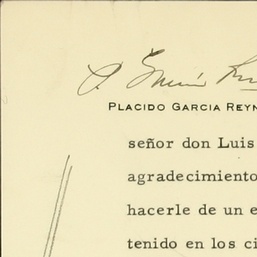 PLACIDO GARCIA REYN
señor don Luis
agradecimiento
hacerle de un e
tenido en los ci